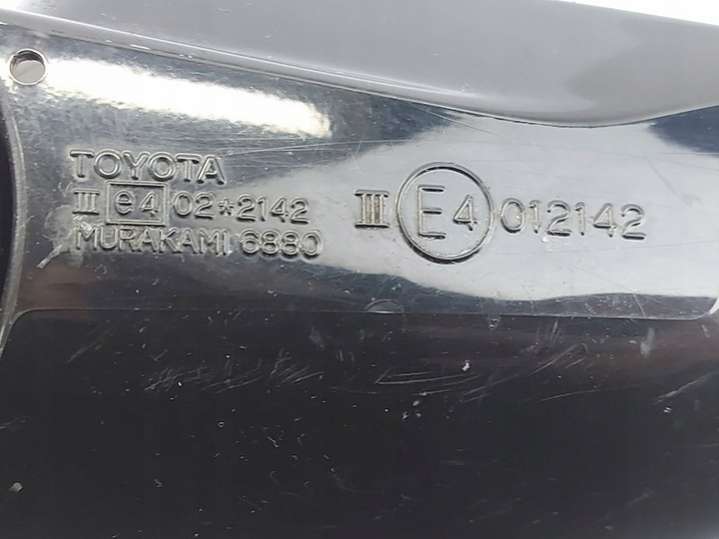 TOYOTA
III e4 02*2142
MURAKAMI 6880
III E4 012142